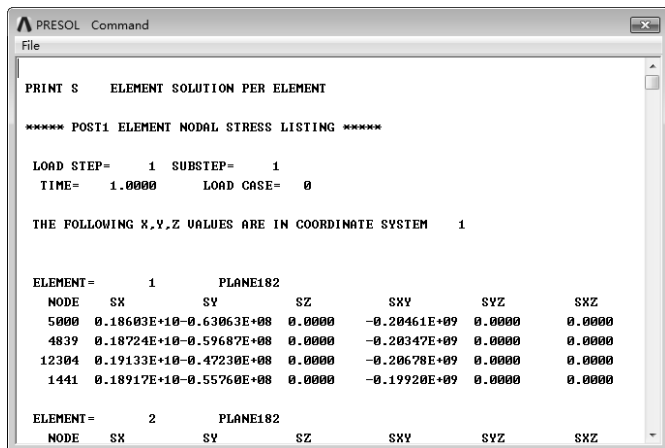 PRESOL Command
File
PRINT S ELEMENT SOLUTION PER ELEMENT
***** POST1 ELEMENT NODAL STRESS LISTING *****
LOAD STEP= 1 SUBSTEP= 1
TIME= 1.0000 LOAD CASE= 0
THE FOLLOWING X,Y,Z VALUES ARE IN COORDINATE SYSTEM 1
ELEMENT= 1 PLANE182
NODE SX SY SZ SXY SYZ SXZ
5000 0.18603E+10-0.63063E+08 0.0000 -0.20461E+09 0.0000 0.0000
4839 0.18724E+10-0.59687E+08 0.0000 -0.20347E+09 0.0000 0.0000
12304 0.19133E+10-0.47230E+08 0.0000 -0.20678E+09 0.0000 0.0000
1441 0.18917E+10-0.55760E+08 0.0000 -0.19920E+09 0.0000 0.0000
ELEMENT= 2 PLANE182
NODE SX SY SZ SXY SYZ SXZ